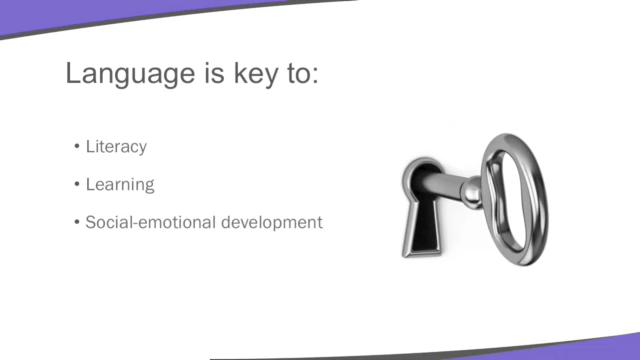 Language is key to:
• Literacy
• Learning
• Social-emotional development